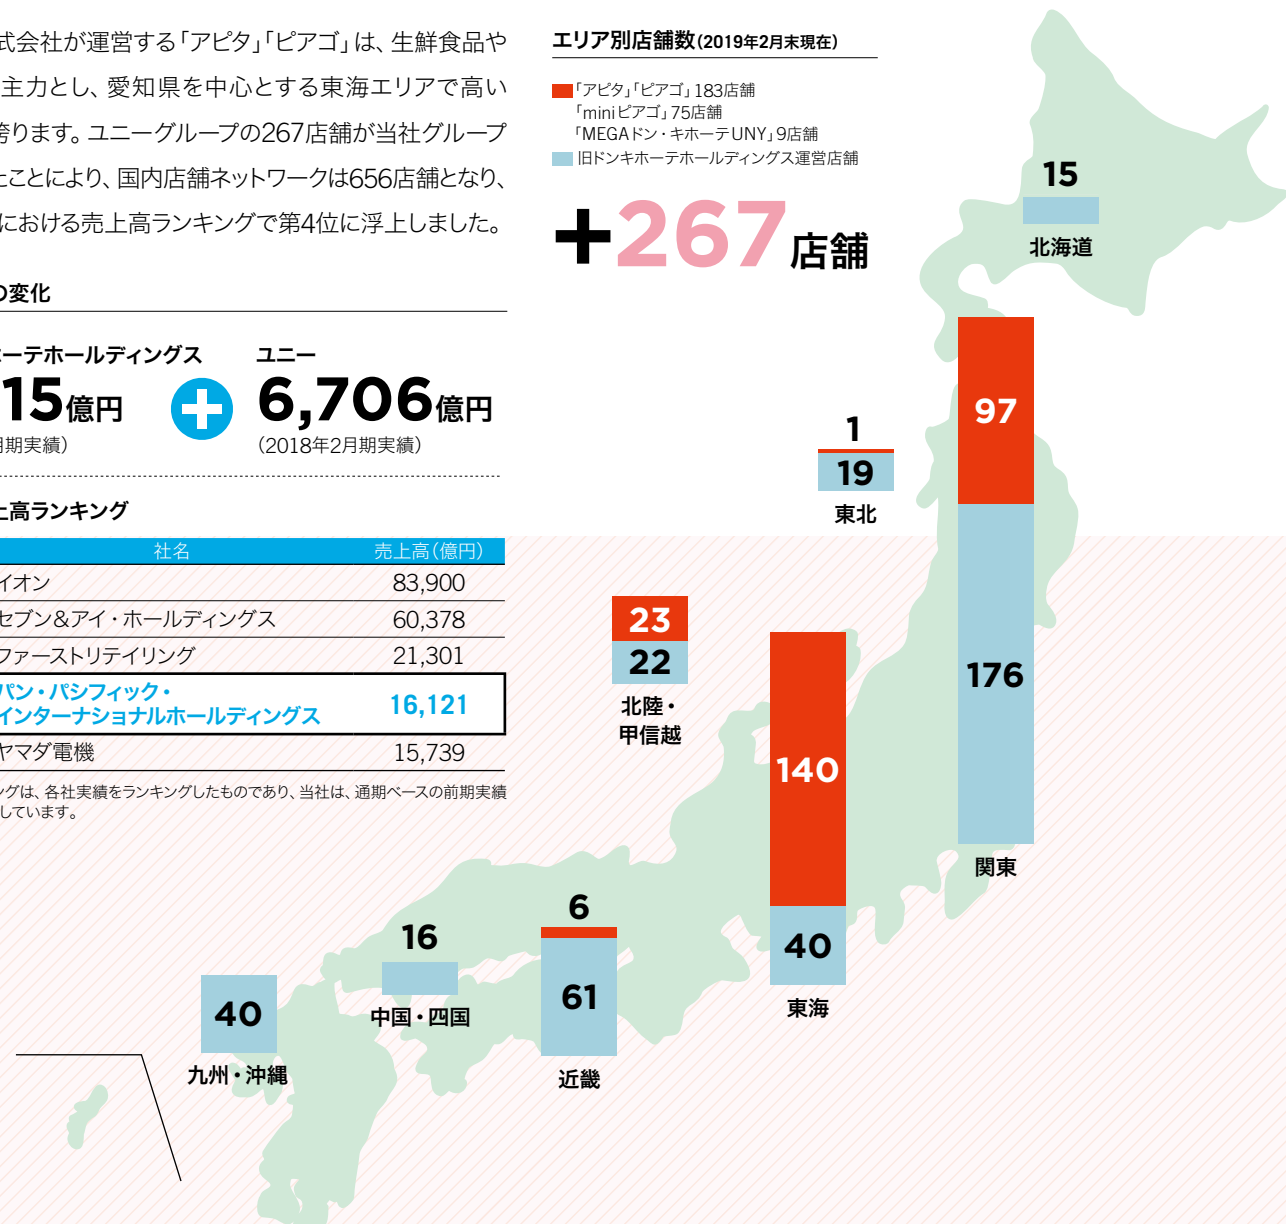 式会社が運営する「アピタ」「ピアゴ」は、生鮮食品や
主力とし、愛知県を中心とする東海エリアで高い
誇ります。ユニーグループの267店舗が当社グループ
たことにより、国内店舗ネットワークは656店舗となり、
における売上高ランキングで第4位に浮上しました。
の変化
ホーテホールディングス
15億円
月期実績）
ユニー
6,706億円
（2018年2月期実績）
上高ランキング
社名 売上高（億円）
イオン 83,900
セブン&アイ・ホールディングス 60,378
ファーストリテイリング 21,301
パン・パシフィック・
インターナショナルホールディングス 16,121
ヤマダ電機 15,739
ングは、各社実績をランキングしたものであり、当社は、通期ベースの前期実績
しています。
エリア別店舗数（2019年2月末現在）
「アピタ」「ピアゴ」183店舗
「miniピアゴ」75店舗
「MEGAドン・キホーテUNY」9店舗
旧ドンキホーテホールディングス運営店舗
+267店舗
15
北海道
97
176
関東
1
19
東北
23
22
北陸・
甲信越
140
40
東海
6
61
近畿
16
中国・四国
40
九州・沖縄